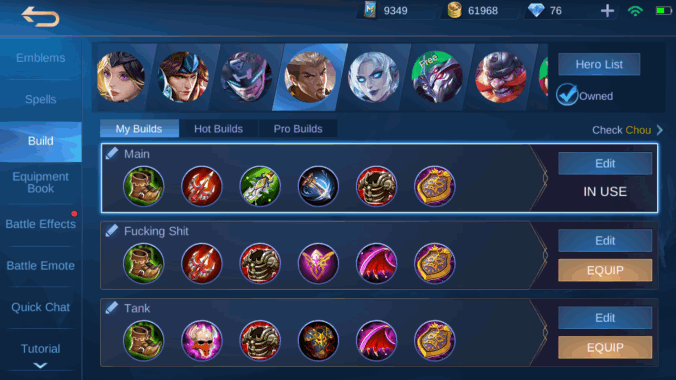 9349
61968
76
Emblems
Spells
Build
Equipment
Book
Battle Effects
Battle Emote
Quick Chat
Tutorial
Free
Hero List
Owned
My Builds
Hot Builds
Pro Builds
Check Chou
Main
Edit
IN USE
Fucking Shit
Edit
EQUIP
Tank
Edit
EQUIP